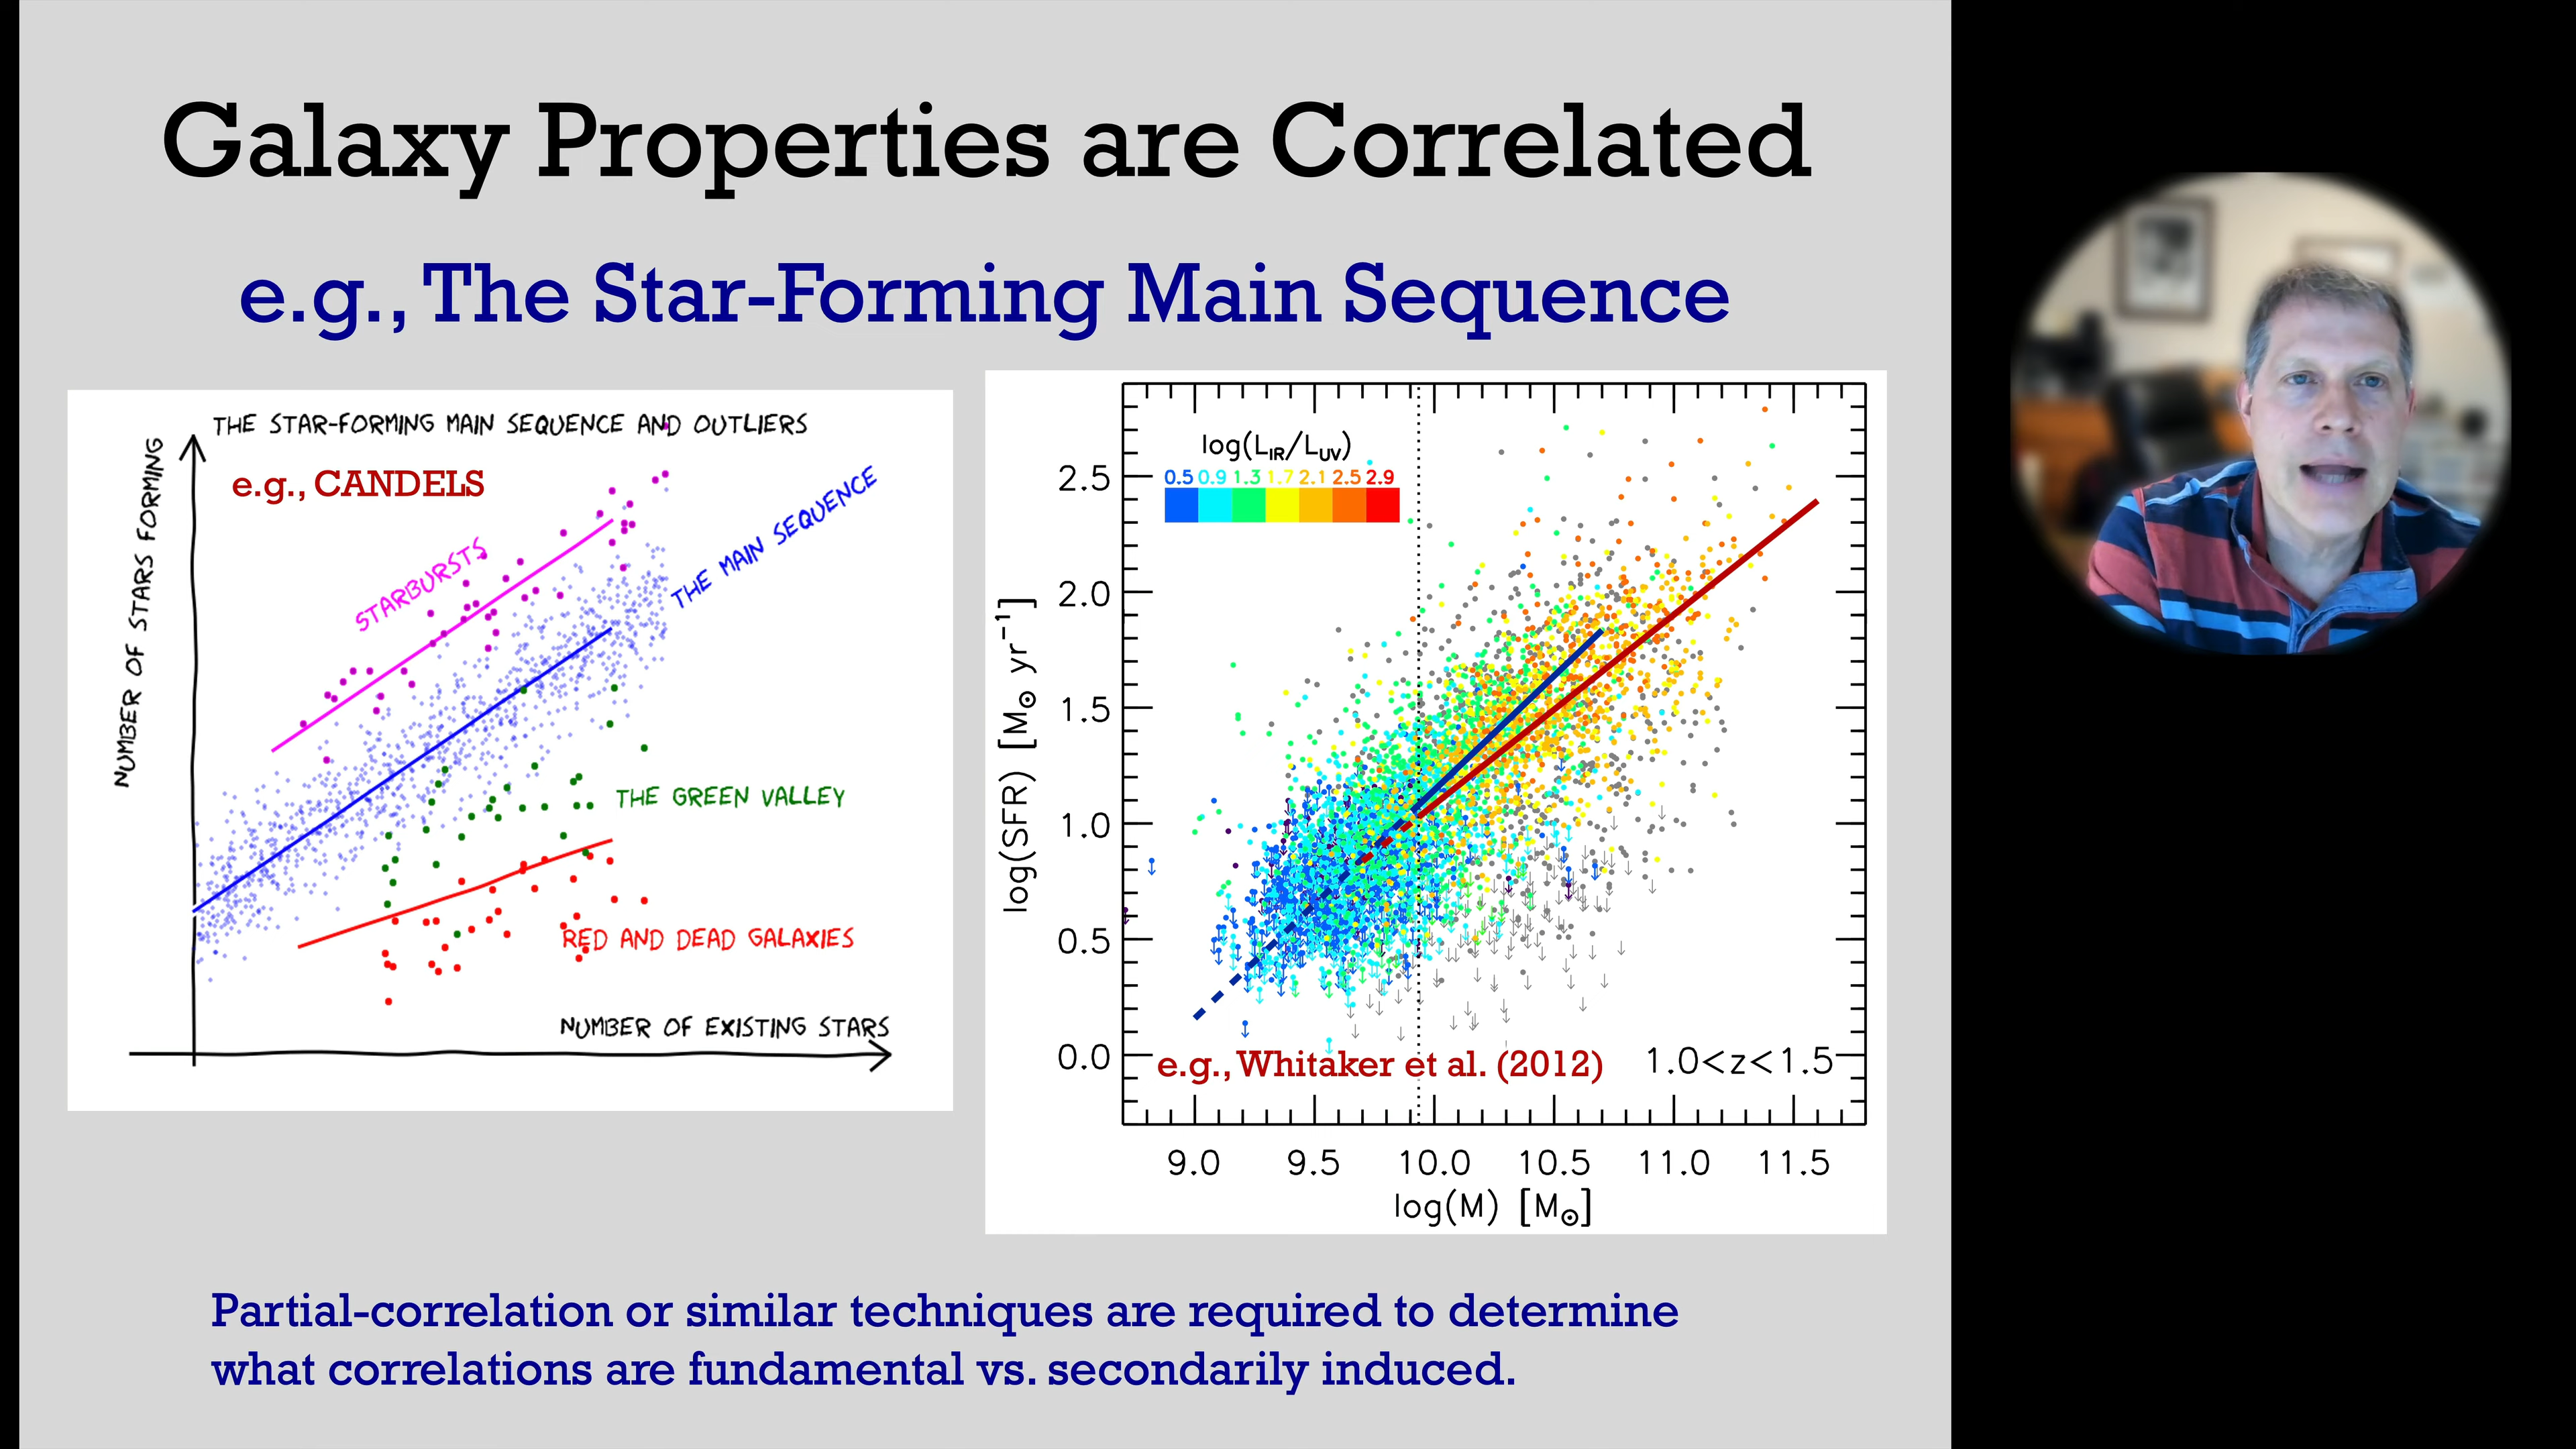 Galaxy Properties are Correlated
e.g., The Star-Forming Main Sequence
THE STAR-FORMING MAIN SEQUENCE AND OUTLIERS
e.g., CANDELS
NUMBER OF STARS FORMING
STARBURSTS
THE MAIN SEQUENCE
THE GREEN VALLEY
RED AND DEAD GALAXIES
NUMBER OF EXISTING STARS
log(L_IR/L_UV)
0.5 0.9 1.3 1.7 2.1 2.5 2.9
log(SFR) [M⊙ yr⁻¹]
2.5
2.0
1.5
1.0
0.5
0.0
e.g., Whitaker et al. (2012)
1.0<z<1.5
9.0 9.5 10.0 10.5 11.0 11.5
log(M) [M⊙]
Partial-correlation or similar techniques are required to determine
what correlations are fundamental vs. secondarily induced.